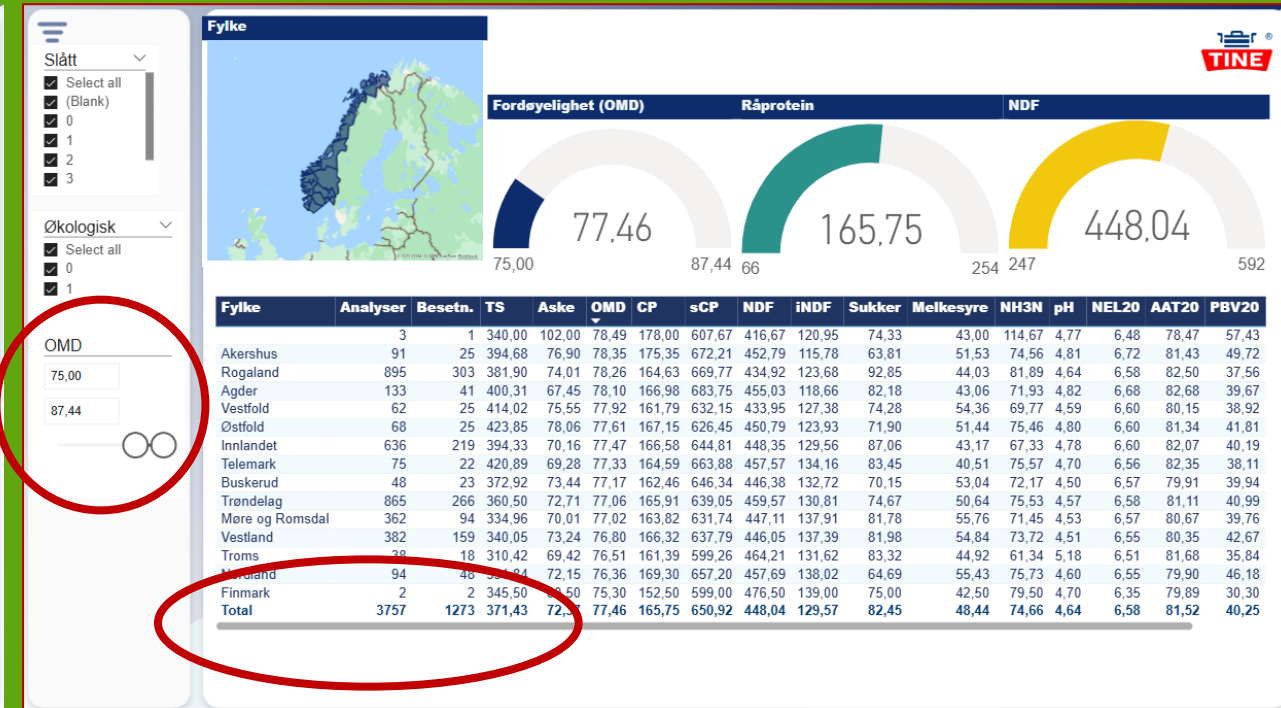 Fylke
TINE ®
Slått
Select all
(Blank)
0
1
2
3
Økologisk
Select all
0
1
OMD
75,00
87,44
Fordøyelighet (OMD) Råprotein NDF
77,46
75,00 87,44
165,75
66 254
448,04
247 592
Fylke Analyser Besetn. TS Aske OMD CP sCP NDF iNDF Sukker Melkesyre NH3N pH NEL20 AAT20 PBV20
3 1 340,00 102,00 78,49 178,00 607,67 416,67 120,95 74,33 43,00 114,67 4,77 6,48 78,47 57,43
Akershus 91 25 394,68 76,90 78,35 175,35 672,21 452,79 115,78 63,81 51,53 74,56 4,81 6,72 81,43 49,72
Rogaland 895 303 381,90 74,01 78,26 164,63 669,77 434,92 123,68 92,85 44,03 81,89 4,64 6,58 82,50 37,56
Agder 133 41 400,31 67,45 78,10 166,98 683,75 455,03 118,66 82,18 43,06 71,93 4,82 6,68 82,68 39,67
Vestfold 62 25 414,02 75,55 77,92 161,79 632,15 433,95 127,38 74,28 54,36 69,77 4,59 6,60 80,15 38,92
Østfold 68 25 423,85 78,06 77,61 167,15 626,45 450,79 123,93 71,90 51,44 75,46 4,80 6,60 81,34 41,81
Innlandet 636 219 394,33 70,16 77,47 166,58 644,81 448,35 129,56 87,06 43,17 67,33 4,78 6,60 82,07 40,19
Telemark 75 22 420,89 69,28 77,33 164,59 663,88 457,57 134,16 83,45 40,51 75,57 4,70 6,56 82,35 38,11
Buskerud 48 23 372,92 73,44 77,17 162,46 646,34 446,38 132,72 70,15 53,04 72,17 4,50 6,57 79,91 39,94
Trøndelag 865 266 360,50 72,71 77,06 165,91 639,05 459,57 130,81 74,67 50,64 75,53 4,57 6,58 81,11 40,99
Møre og Romsdal 362 94 334,96 70,01 77,02 163,82 631,74 447,11 137,91 81,78 55,76 71,45 4,53 6,57 80,67 39,76
Vestland 382 159 340,05 73,24 76,80 166,32 637,79 446,05 137,39 81,98 54,84 73,72 4,51 6,55 80,35 42,67
Troms 38 18 310,42 69,42 76,51 161,39 599,26 464,21 131,62 83,32 44,92 61,34 5,18 6,51 81,68 35,84
Nordland 94 48 72,15 76,36 169,30 657,20 457,69 138,02 64,69 55,43 75,73 4,60 6,55 79,90 46,18
Finmark 2 2 345,50 75,30 152,50 599,00 476,50 139,00 75,00 42,50 79,50 4,70 6,35 79,89 30,30
Total 3757 1273 371,43 72,37 77,46 165,75 650,92 448,04 129,57 82,45 48,44 74,66 4,64 6,58 81,52 40,25